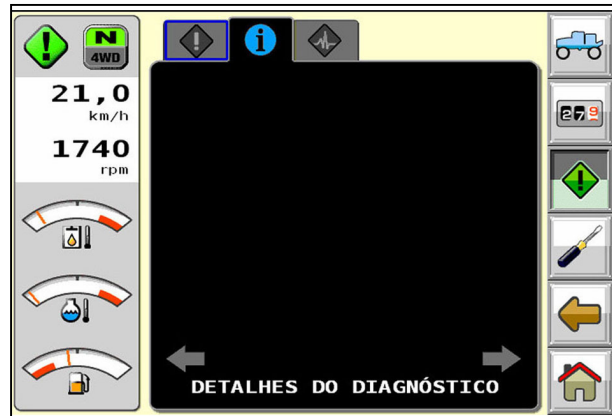 N
4WD
21,0
km/h
1740
rpm
279
DETALHES DO DIAGNÓSTICO